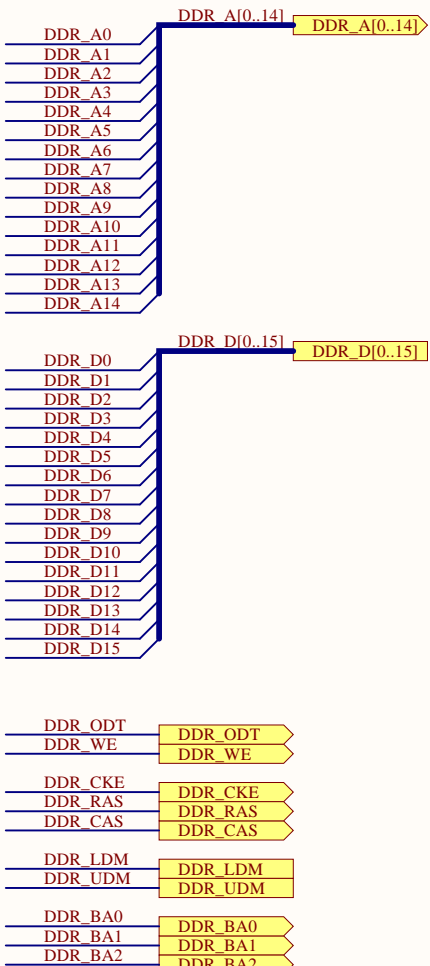 DDR_A[0..14] DDR_A[0..14]
DDR_A0
DDR_A1
DDR_A2
DDR_A3
DDR_A4
DDR_A5
DDR_A6
DDR_A7
DDR_A8
DDR_A9
DDR_A10
DDR_A11
DDR_A12
DDR_A13
DDR_A14
DDR_D[0..15] DDR_D[0..15]
DDR_D0
DDR_D1
DDR_D2
DDR_D3
DDR_D4
DDR_D5
DDR_D6
DDR_D7
DDR_D8
DDR_D9
DDR_D10
DDR_D11
DDR_D12
DDR_D13
DDR_D14
DDR_D15
DDR_ODT DDR_ODT
DDR_WE DDR_WE
DDR_CKE DDR_CKE
DDR_RAS DDR_RAS
DDR_CAS DDR_CAS
DDR_LDM DDR_LDM
DDR_UDM DDR_UDM
DDR_BA0 DDR_BA0
DDR_BA1 DDR_BA1
DDR_BA2 DDR_BA2